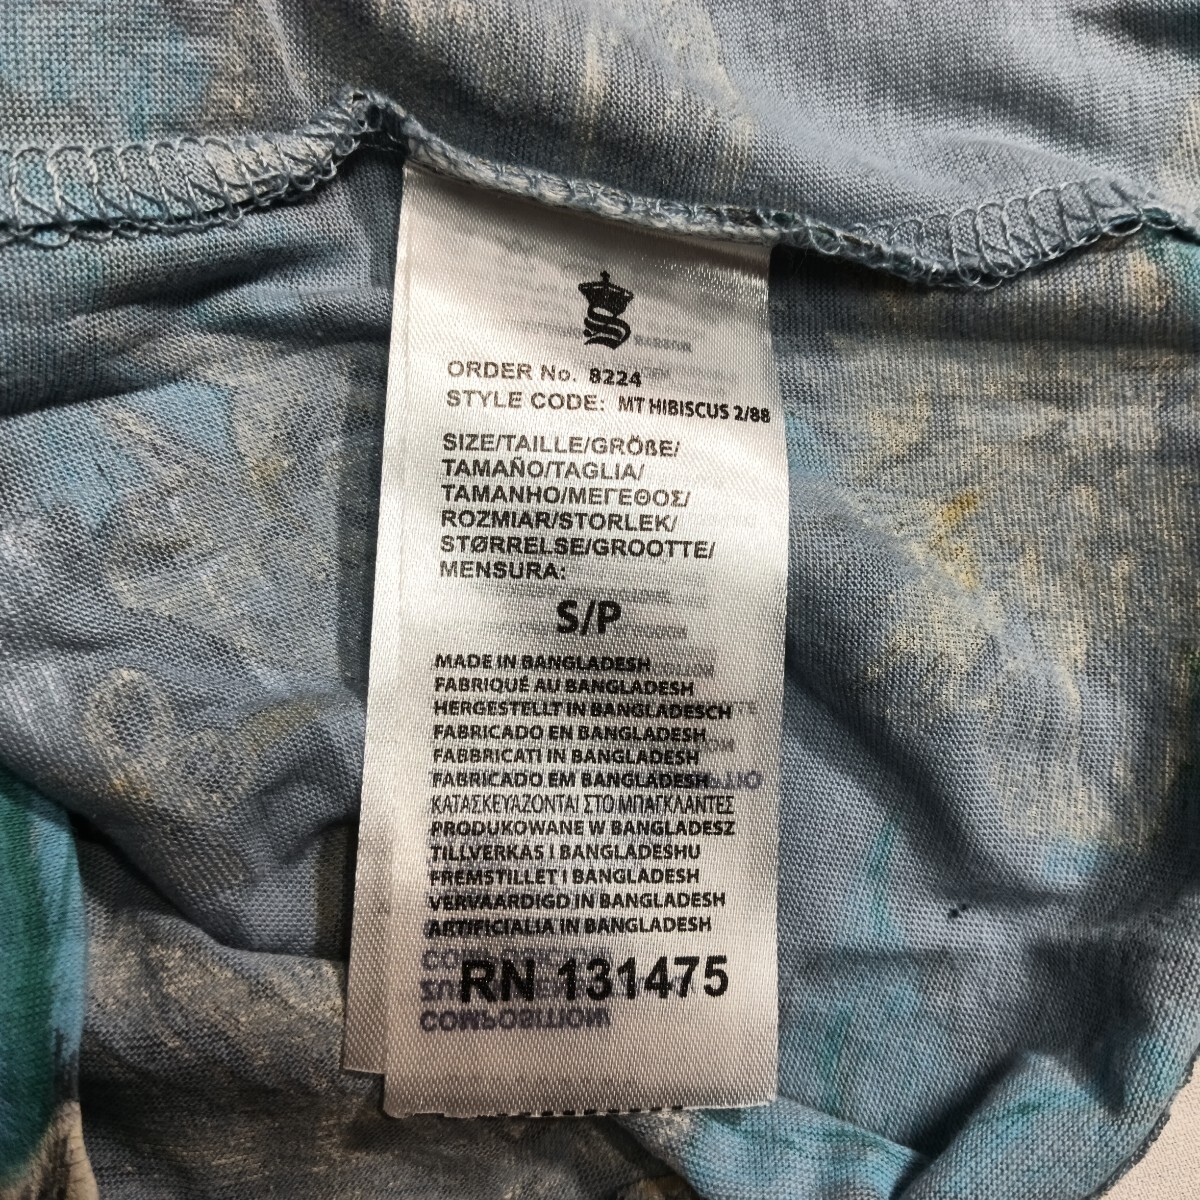 S
ORDER No. 8224
STYLE CODE: MT HIBISCUS 2/88
SIZE/TAILLE/GRÖßE/
TAMAÑO/TAGLIA/
TAMANHO/ΜΕΓΕΘΟΣ/
ROZMIAR/STORLEK/
STØRRELSE/GROOTTE/
MENSURA:
S/P
MADE IN BANGLADESH
FABRIQUÉ AU BANGLADESH
HERGESTELLT IN BANGLADESCH
FABRICADO EN BANGLADESH
FABBRICATI IN BANGLADESH
FABRICADO EM BANGLADESH
ΚΑΤΑΣΚΕΥΑΖΟΝΤΑΙ ΣΤΟ ΜΠΑΓΚΛΑΝΤΕΣ
PRODUKOWANE W BANGLADESZ
TILLVERKAS I BANGLADESHU
FREMSTILLET I BANGLADESH
VERVAARDIGD IN BANGLADESH
ARTIFICIALIA IN BANGLADESH
RN 131475
COMPOSITION